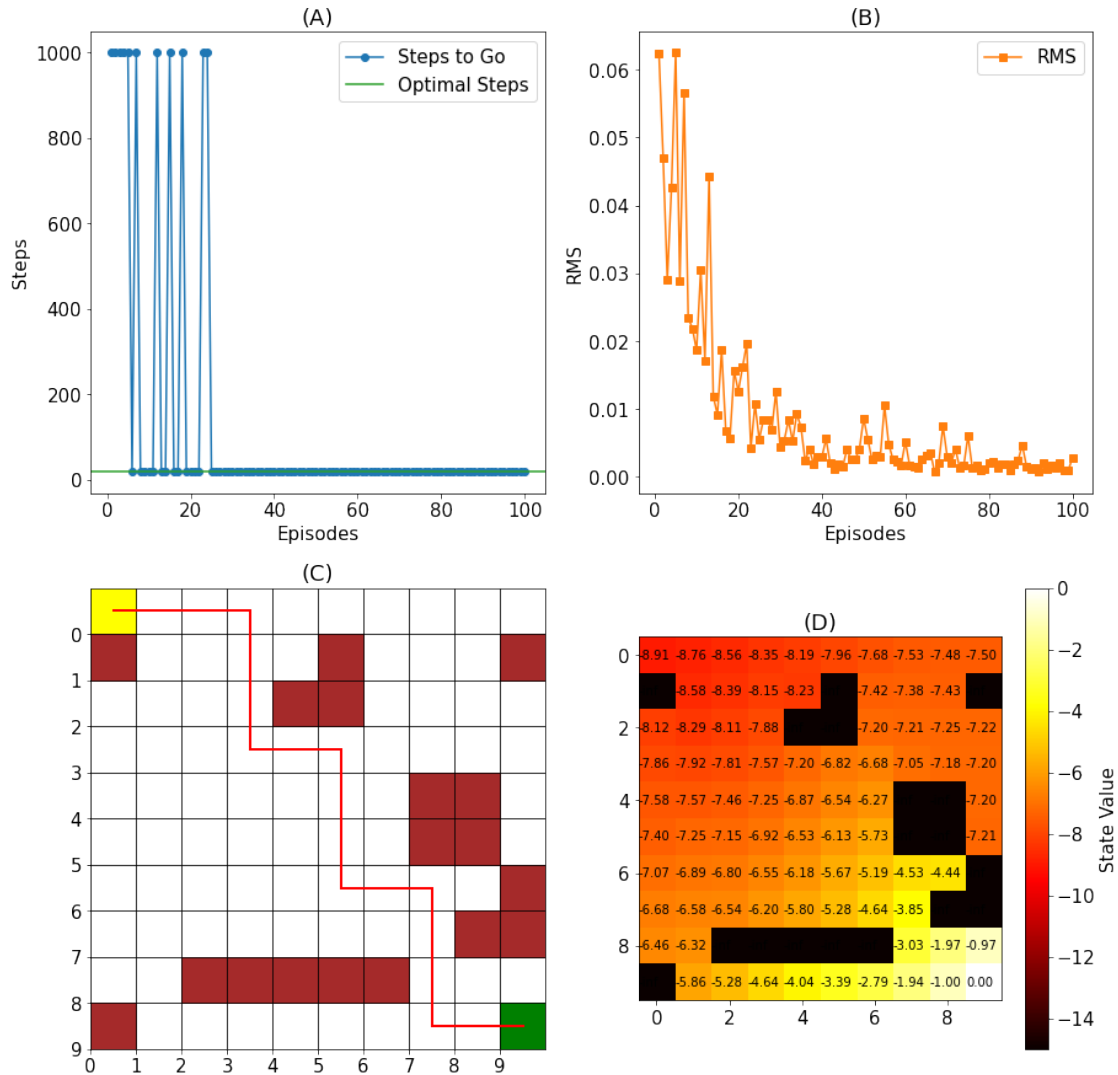 (A)
1000
800
600
400
200
0
Steps
Steps to Go
Optimal Steps
0 20 40 60 80 100
Episodes
(B)
0.06
0.05
0.04
0.03
0.02
0.01
0.00
RMS
RMS
0 20 40 60 80 100
Episodes
(C)
0
1
2
3
4
5
6
7
8
9
0 1 2 3 4 5 6 7 8 9
(D)
0 -8.91 -8.76 -8.56 -8.35 -8.19 -7.96 -7.68 -7.53 -7.48 -7.50
-8.58 -8.39 -8.15 -8.23 -7.42 -7.38 -7.43
2 -8.12 -8.29 -8.11 -7.88 -7.20 -7.21 -7.25 -7.22
-7.86 -7.92 -7.81 -7.57 -7.20 -6.82 -6.68 -7.05 -7.18 -7.20
4 -7.58 -7.57 -7.46 -7.25 -6.87 -6.54 -6.27 -7.20
-7.40 -7.25 -7.15 -6.92 -6.53 -6.13 -5.73 -7.21
6 -7.07 -6.89 -6.80 -6.55 -6.18 -5.67 -5.19 -4.53 -4.44
-6.68 -6.58 -6.54 -6.20 -5.80 -5.28 -4.64 -3.85
8 -6.46 -6.32 -3.03 -1.97 -0.97
-5.86 -5.28 -4.64 -4.04 -3.39 -2.79 -1.94 -1.00 0.00
0 2 4 6 8
0
−2
−4
−6
−8
−10
−12
−14
State Value